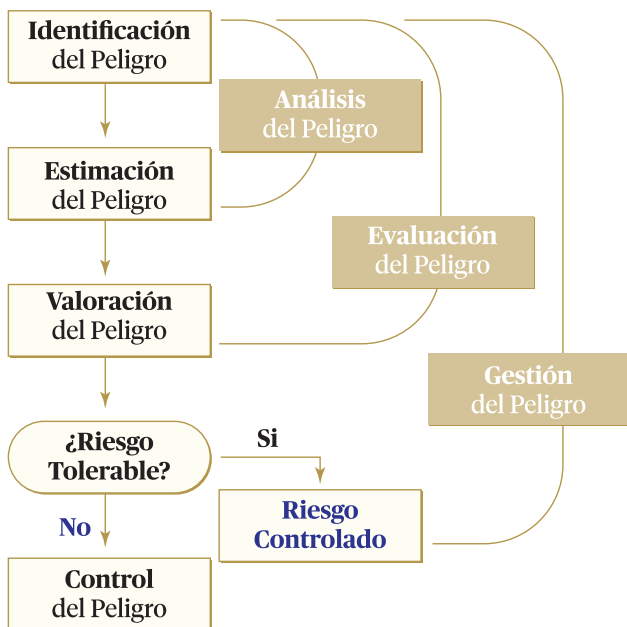 Identificación
del Peligro
Análisis
del Peligro
Estimación
del Peligro
Evaluación
del Peligro
Valoración
del Peligro
Gestión
del Peligro
¿Riesgo
Tolerable?
Si
Riesgo
Controlado
No
Control
del Peligro